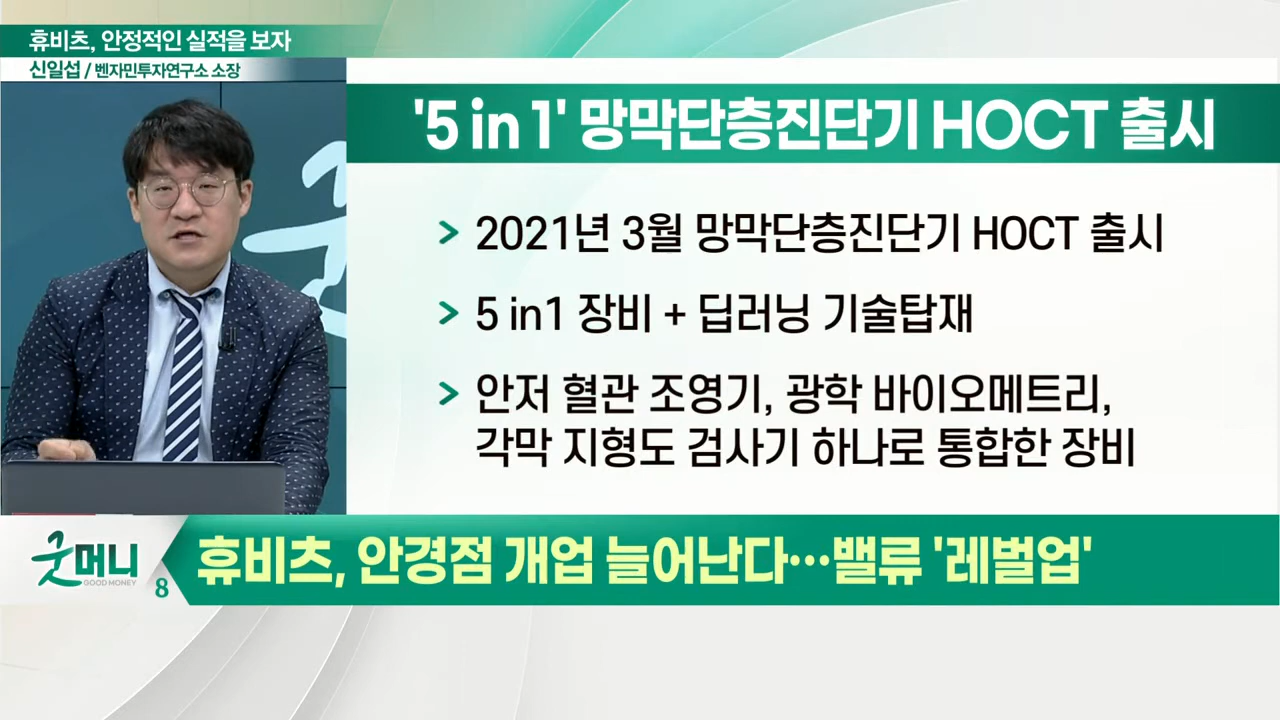 휴비츠, 안정적인 실적을 보자
신일섭 / 벤자민투자연구소 소장
'5 in 1' 망막단층진단기 HOCT 출시
> 2021년 3월 망막단층진단기 HOCT 출시
> 5 in1 장비 + 딥러닝 기술탑재
> 안저 혈관 조영기, 광학 바이오메트리,
각막 지형도 검사기 하나로 통합한 장비
굿머니
GOOD MONEY
8
휴비츠, 안경점 개업 늘어난다…밸류 '레벌업'